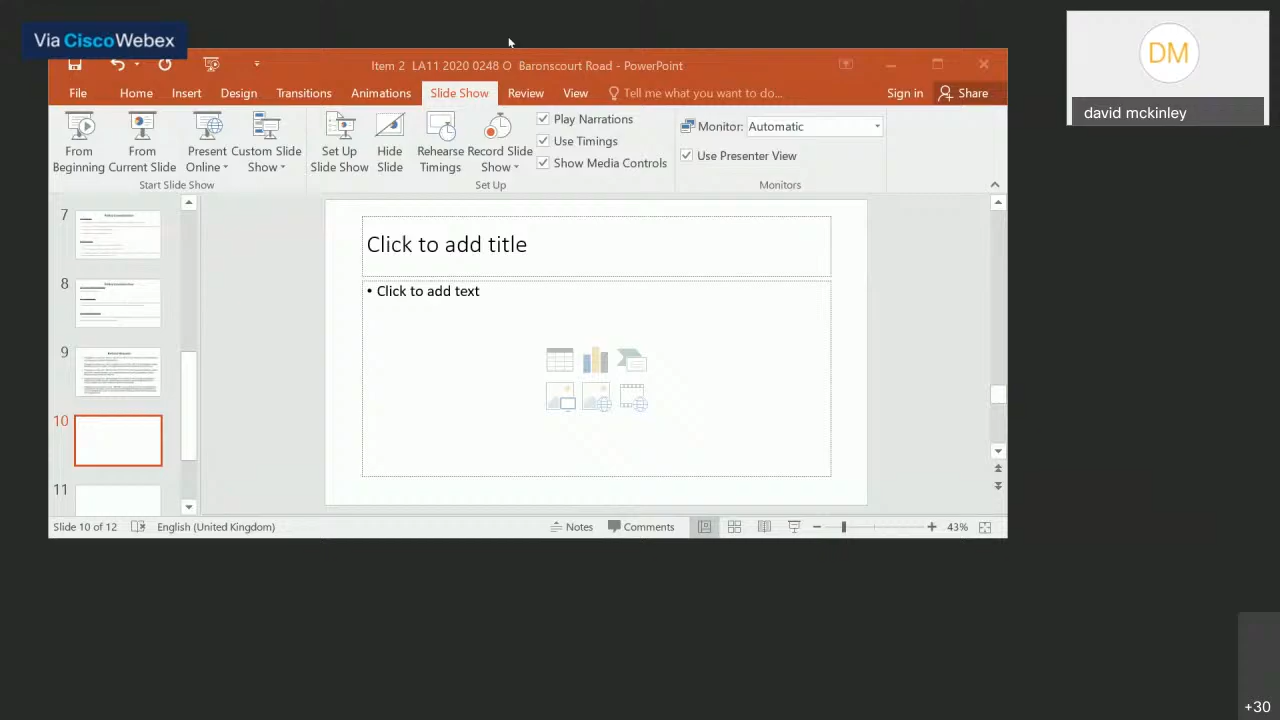 Via Cisco Webex
DM
david mckinley
Item 2 LA11 2020 0248 O Baronscourt Road - PowerPoint
File Home Insert Design Transitions Animations Slide Show Review View Tell me what you want to do... Sign in Share
From Beginning
From Current Slide
Present Online
Custom Slide Show
Start Slide Show
Set Up Slide Show
Hide Slide
Rehearse Timings
Record Slide Show
Play Narrations
Use Timings
Show Media Controls
Set Up
Monitor: Automatic
Use Presenter View
Monitors
7
8
9
10
11
Click to add title
• Click to add text
Slide 10 of 12 English (United Kingdom) Notes Comments 43%
+30